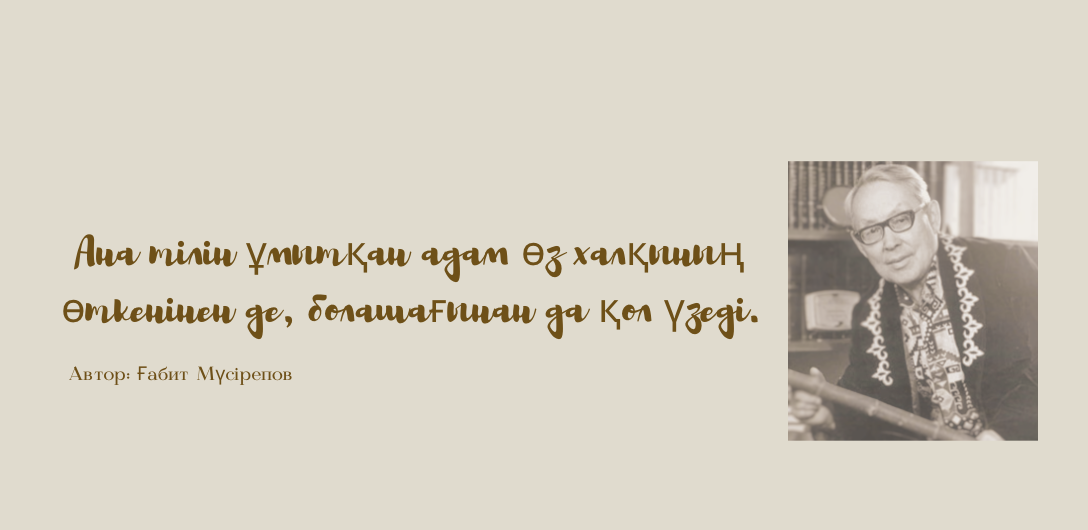 Ана тілін ұмытқан адам өз халқының
өткенінен де, болашағынан да қол үзеді.
Автор: Ғабит Мүсірепов